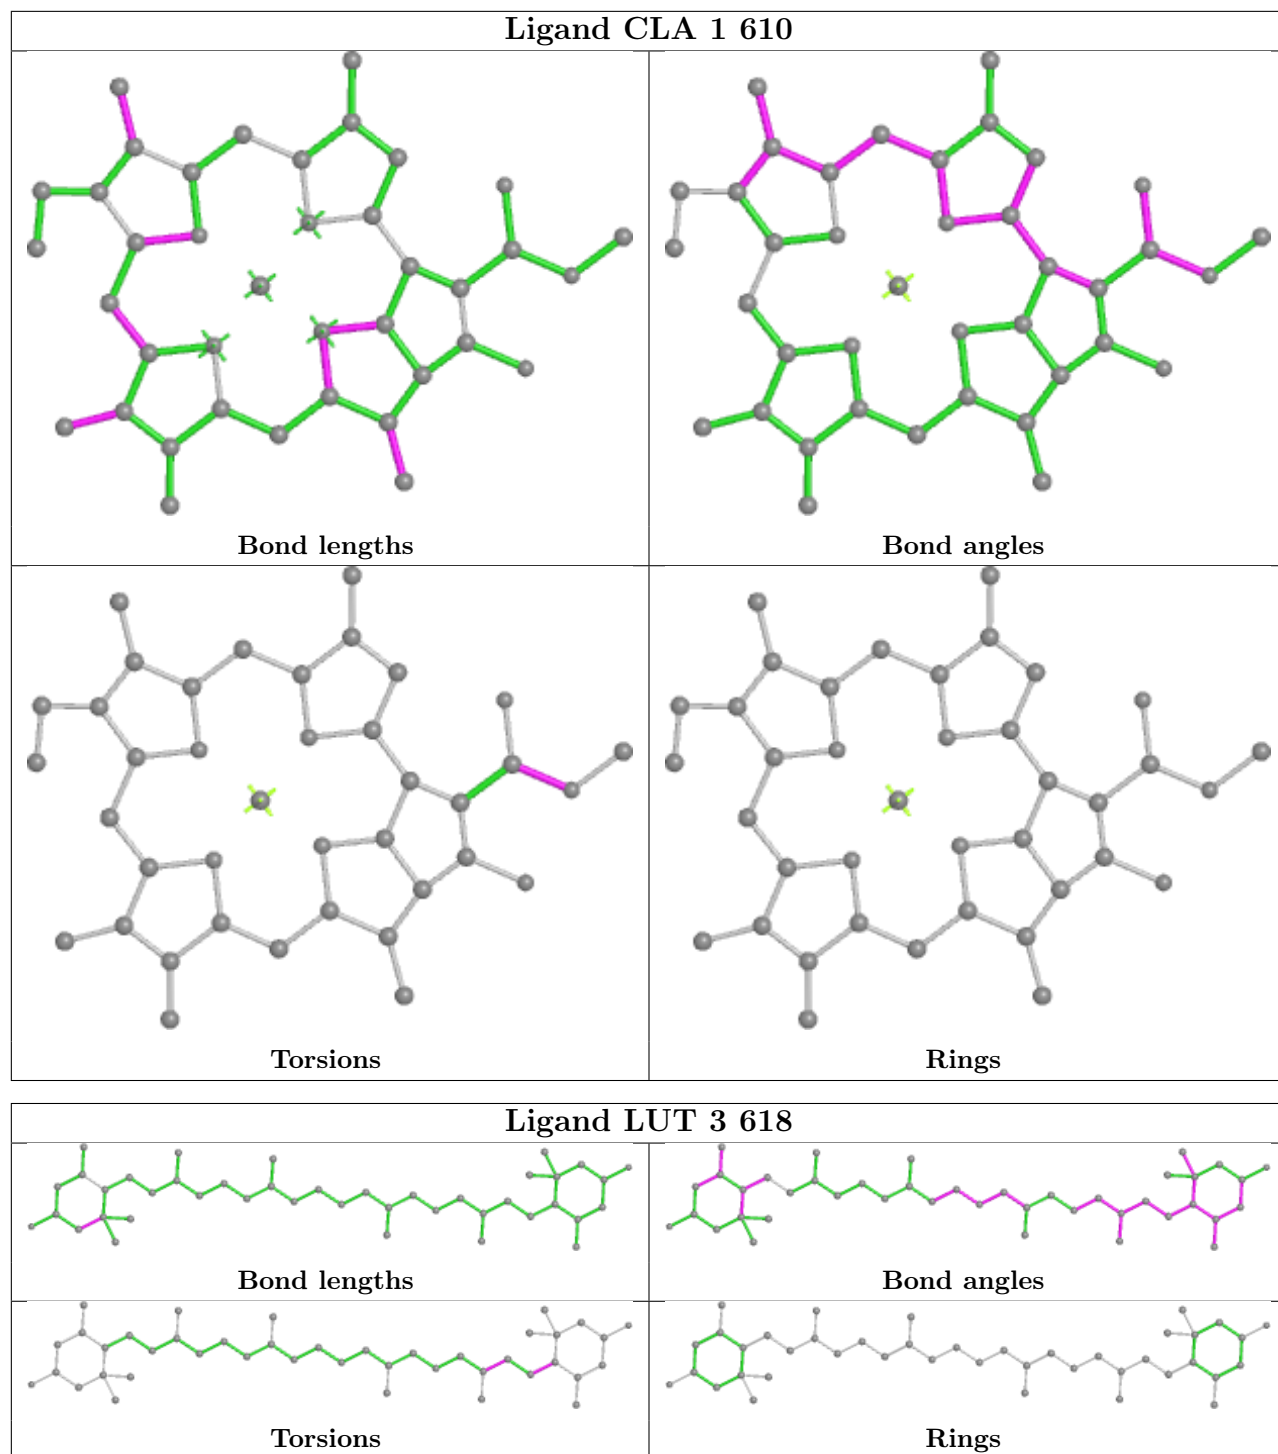 Ligand CLA 1 610
Bond lengths
Bond angles
Torsions
Rings
Ligand LUT 3 618
Bond lengths
Bond angles
Torsions
Rings